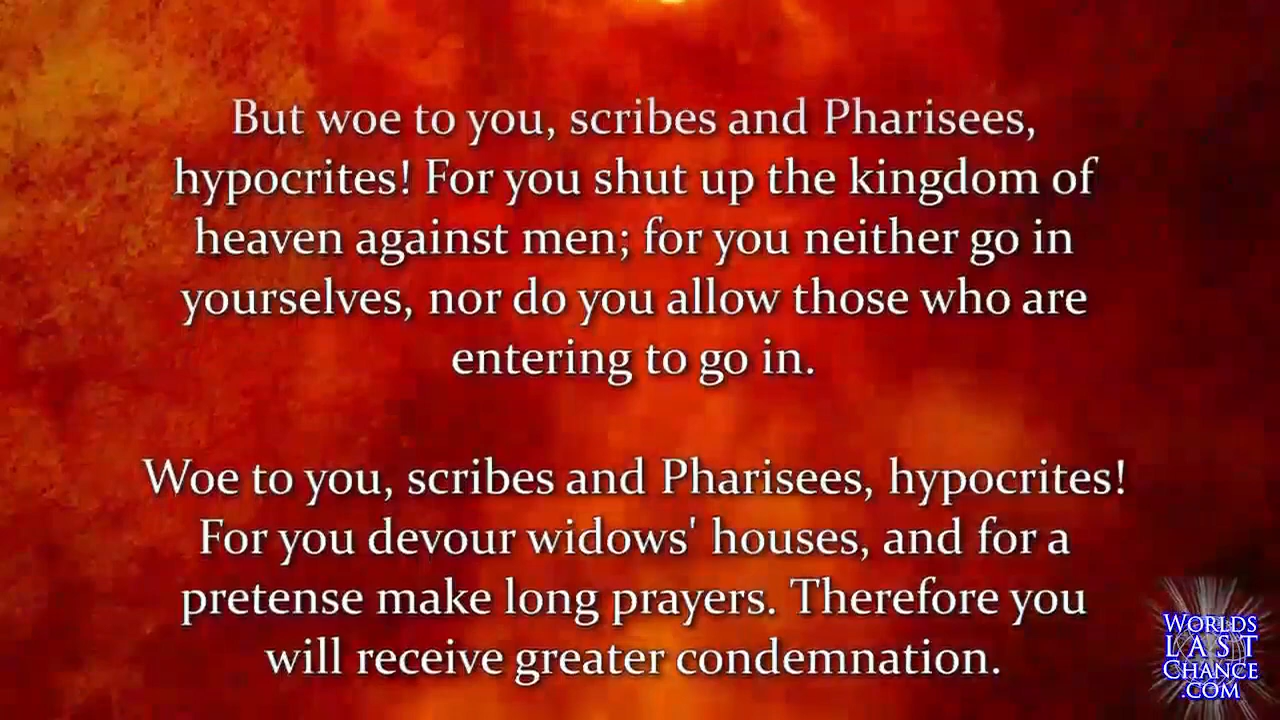 But woe to you, scribes and Pharisees,
hypocrites! For you shut up the kingdom of
heaven against men; for you neither go in
yourselves, nor do you allow those who are
entering to go in.
Woe to you, scribes and Pharisees, hypocrites!
For you devour widows' houses, and for a
pretense make long prayers. Therefore you
will receive greater condemnation.
WORLDS
LAST
CHANCE
.COM